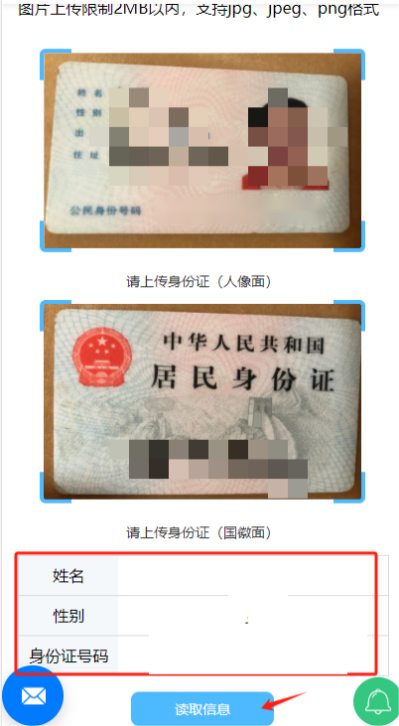 图片上传限制2MB以内，支持jpg、jpeg、png格式
姓名
性别
出
住址
公民身份号码
请上传身份证（人像面）
中华人民共和国
居民身份证
请上传身份证（国徽面）
姓名
性别
身份证号码
读取信息